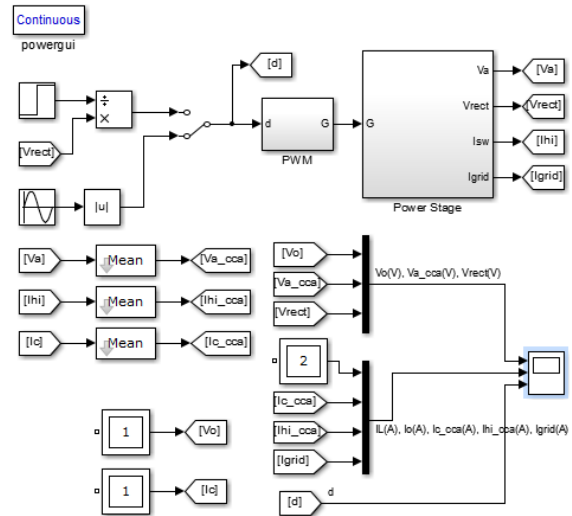 Continuous
powergui
[d]
Va
[Va]
÷
×
Vrect
[Vrect]
[Vrect]
d
G
G
Isw
[Ihi]
PWM
Igrid
[Igrid]
|u|
Power Stage
[Va]
Mean
[Va_cca]
[Vo]
Vo(V), Va_cca(V), Vrect(V)
[Va_cca]
[Ihi]
Mean
[Ihi_cca]
[Vrect]
[Ic]
Mean
[Ic_cca]
2
[Ic_cca]
IL(A), Io(A), Ic_cca(A), Ihi_cca(A), Igrid(A)
1
[Vo]
[Ihi_cca]
[Igrid]
1
[Ic]
[d]
d